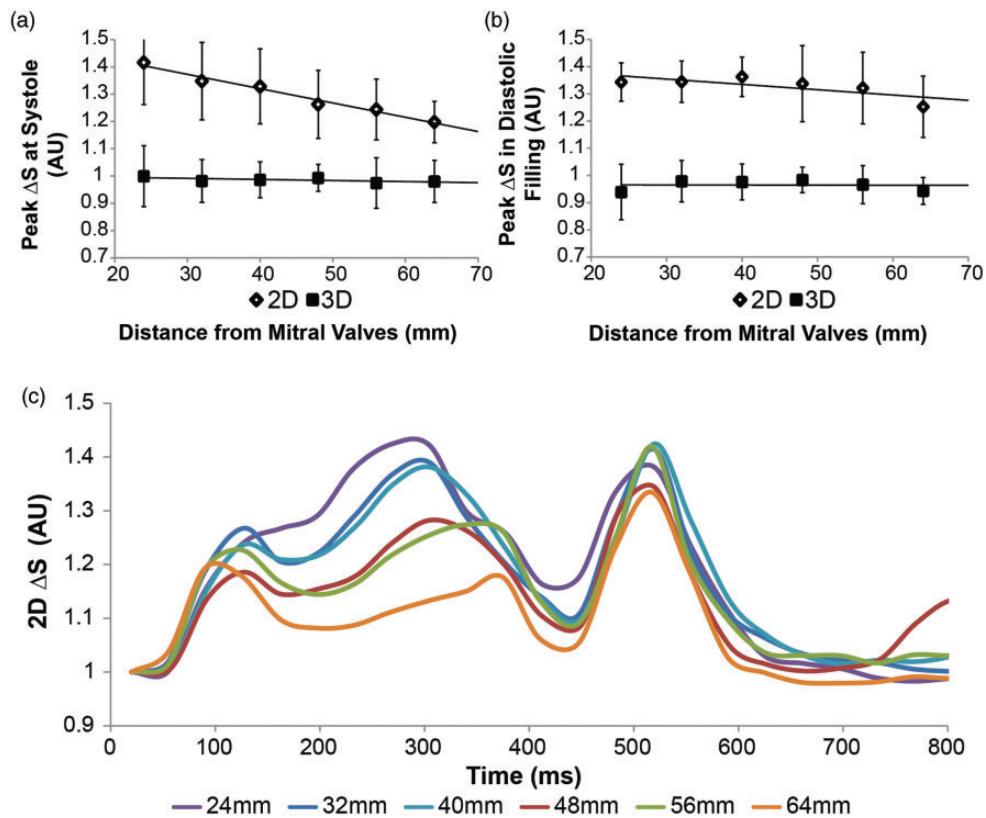 (a)
Peak ΔS at Systole
(AU)
1.5
1.4
1.3
1.2
1.1
1
0.9
0.8
0.7
20 30 40 50 60 70
2D 3D
Distance from Mitral Valves (mm)
(b)
Peak ΔS in Diastolic
Filling (AU)
1.5
1.4
1.3
1.2
1.1
1
0.9
0.8
0.7
20 30 40 50 60 70
2D 3D
Distance from Mitral Valves (mm)
(c)
2D ΔS (AU)
1.5
1.4
1.3
1.2
1.1
1
0.9
0 100 200 300 400 500 600 700 800
Time (ms)
24mm 32mm 40mm 48mm 56mm 64mm